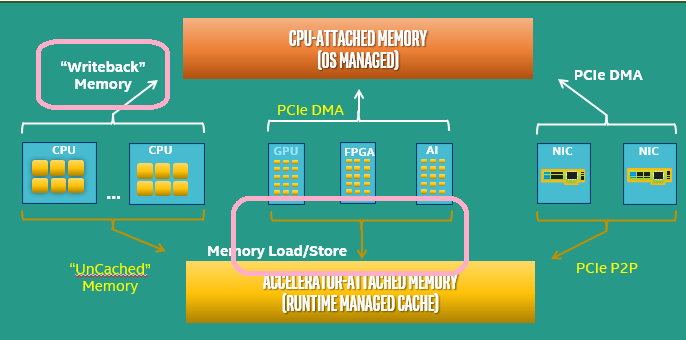 CPU-ATTACHED MEMORY
(OS MANAGED)
“Writeback”
Memory
PCIe DMA
PCIe DMA
CPU
CPU
GPU
FPGA
AI
NIC
NIC
...
Memory Load/Store
“UnCached”
Memory
PCIe P2P
ACCELERATOR-ATTACHED MEMORY
(RUNTIME MANAGED CACHE)